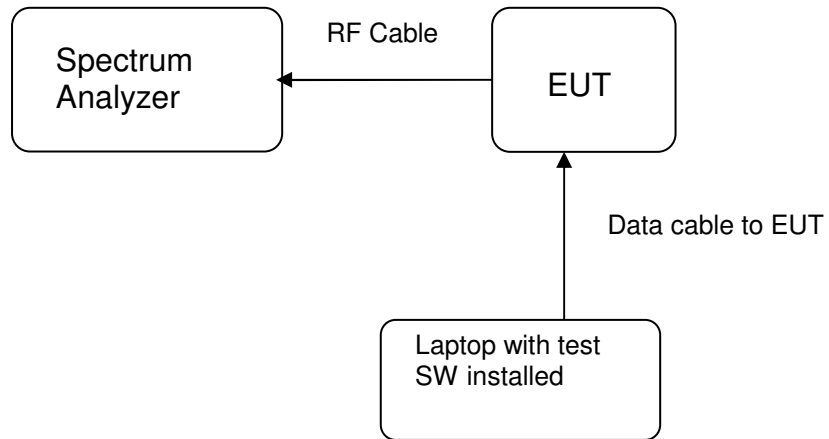 Spectrum
Analyzer
RF Cable
EUT
Data cable to EUT
Laptop with test
SW installed